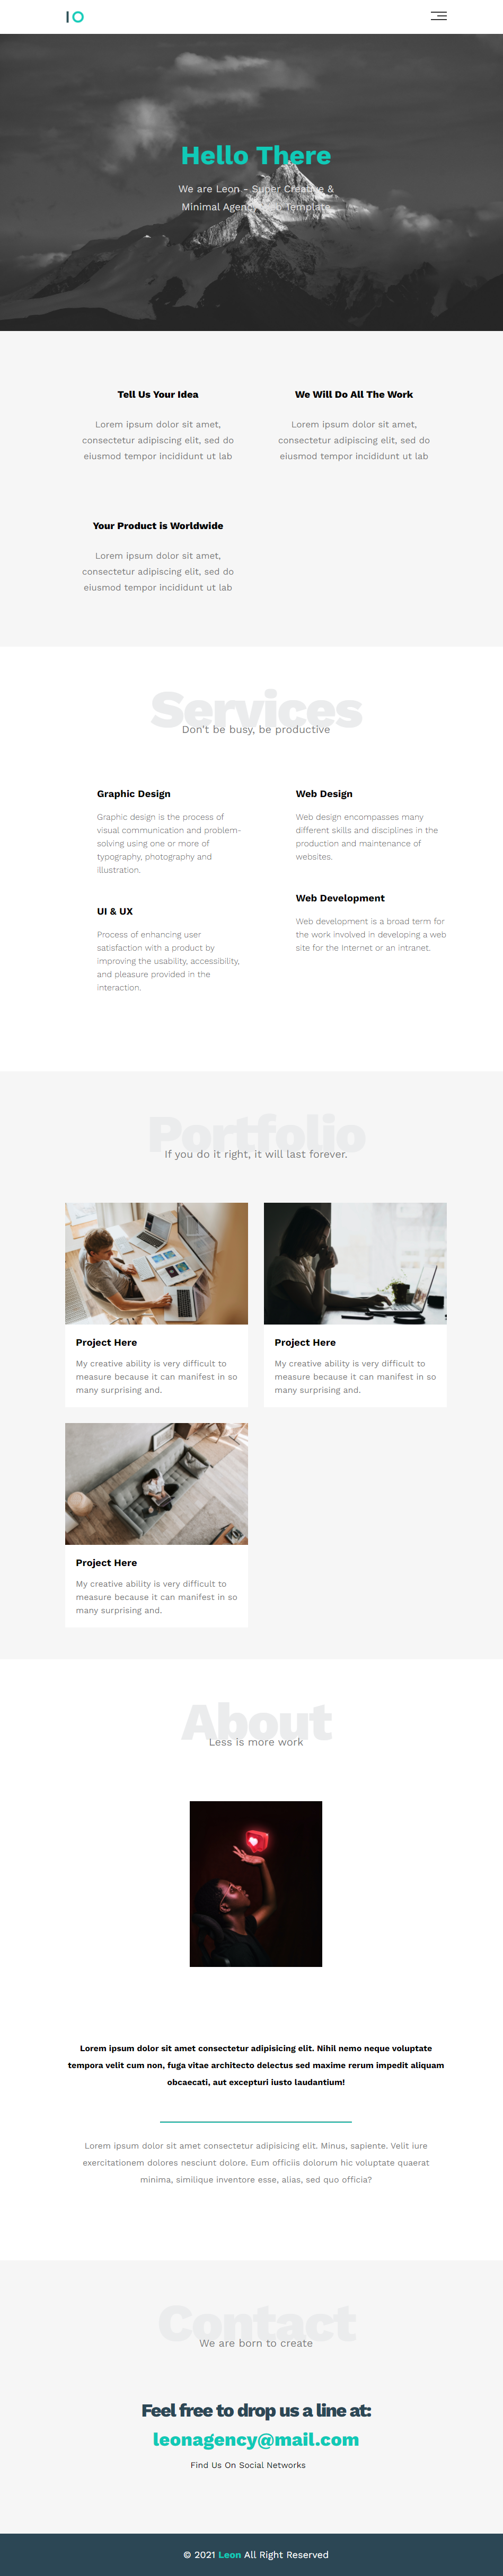 IO
Hello There
We are Leon - Super Creative &
Minimal Agency Web Template
Tell Us Your Idea
Lorem ipsum dolor sit amet,
consectetur adipiscing elit, sed do
eiusmod tempor incididunt ut lab
We Will Do All The Work
Lorem ipsum dolor sit amet,
consectetur adipiscing elit, sed do
eiusmod tempor incididunt ut lab
Your Product is Worldwide
Lorem ipsum dolor sit amet,
consectetur adipiscing elit, sed do
eiusmod tempor incididunt ut lab
Services
Don't be busy, be productive
Graphic Design
Graphic design is the process of
visual communication and problem-
solving using one or more of
typography, photography and
illustration.
UI & UX
Process of enhancing user
satisfaction with a product by
improving the usability, accessibility,
and pleasure provided in the
interaction.
Web Design
Web design encompasses many
different skills and disciplines in the
production and maintenance of
websites.
Web Development
Web development is a broad term for
the work involved in developing a web
site for the Internet or an intranet.
Portfolio
If you do it right, it will last forever.
Project Here
My creative ability is very difficult to
measure because it can manifest in so
many surprising and.
Project Here
My creative ability is very difficult to
measure because it can manifest in so
many surprising and.
Project Here
My creative ability is very difficult to
measure because it can manifest in so
many surprising and.
About
Less is more work
Lorem ipsum dolor sit amet consectetur adipisicing elit. Nihil nemo neque voluptate
tempora velit cum non, fuga vitae architecto delectus sed maxime rerum impedit aliquam
obcaecati, aut excepturi iusto laudantium!
Lorem ipsum dolor sit amet consectetur adipisicing elit. Minus, sapiente. Velit iure
exercitationem dolores nesciunt dolore. Eum officiis dolorum hic voluptate quaerat
minima, similique inventore esse, alias, sed quo officia?
Contact
We are born to create
Feel free to drop us a line at:
leonagency@mail.com
Find Us On Social Networks
© 2021 Leon All Right Reserved